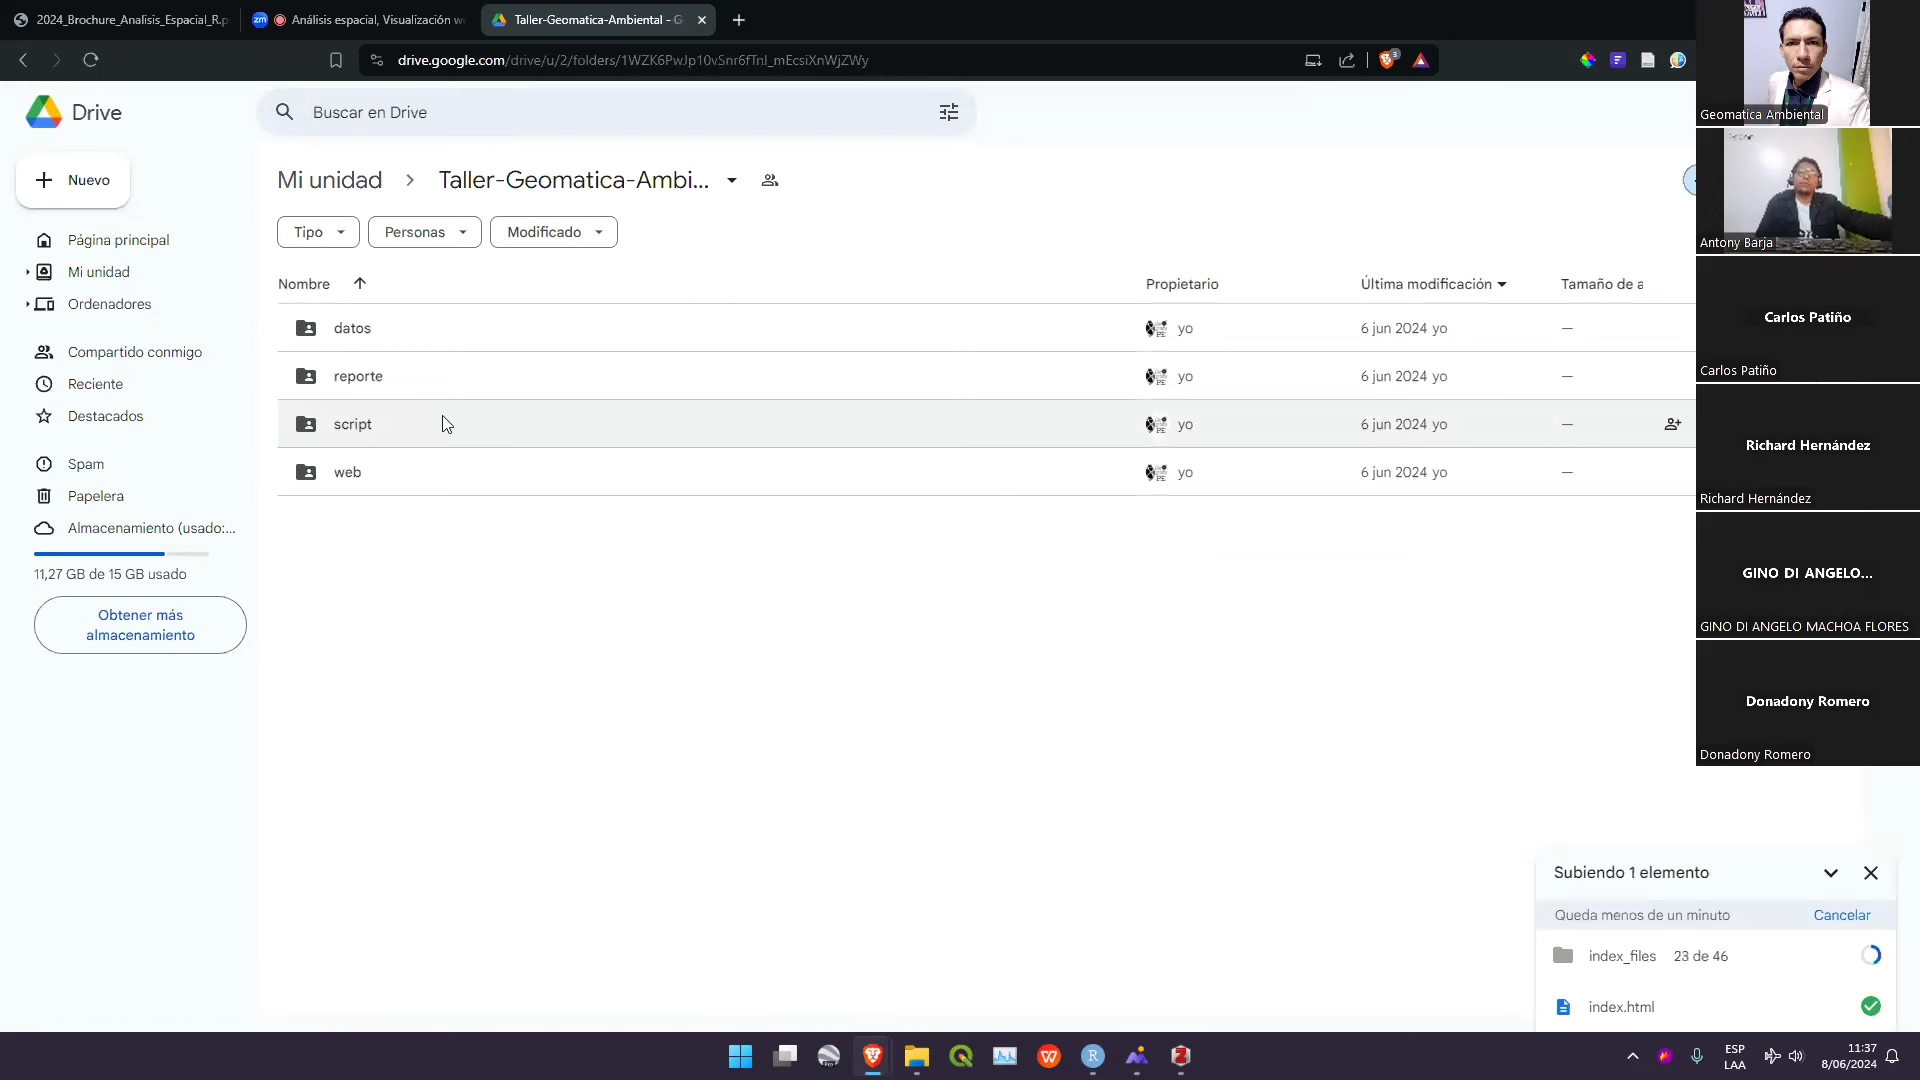 2024_Brochure_Analisis_Espacial_R.p
zm
Análisis espacial, Visualización w
Taller-Geomatica-Ambiental - G
drive.google.com/drive/u/2/folders/1WZK6PwJp10vSnr6fTnI_mEcsiXnWjZWy
3
Drive
Buscar en Drive
Nuevo
Mi unidad
Taller-Geomatica-Ambi...
Tipo
Personas
Modificado
Página principal
Mi unidad
Ordenadores
Compartido conmigo
Reciente
Destacados
Spam
Papelera
Almacenamiento (usado:...
11,27 GB de 15 GB usado
Obtener más
almacenamiento
Nombre
Propietario
Última modificación
Tamaño de a
datos
yo
6 jun 2024 yo
—
reporte
yo
6 jun 2024 yo
—
script
yo
6 jun 2024 yo
—
web
yo
6 jun 2024 yo
—
Geomatica Ambiental
Antony Barja
Carlos Patiño
Carlos Patiño
Richard Hernández
Richard Hernández
GINO DI ANGELO...
GINO DI ANGELO MACHOA FLORES
Donadony Romero
Donadony Romero
Subiendo 1 elemento
Queda menos de un minuto
Cancelar
index_files 23 de 46
index.html
ESP
LAA
11:37
8/06/2024